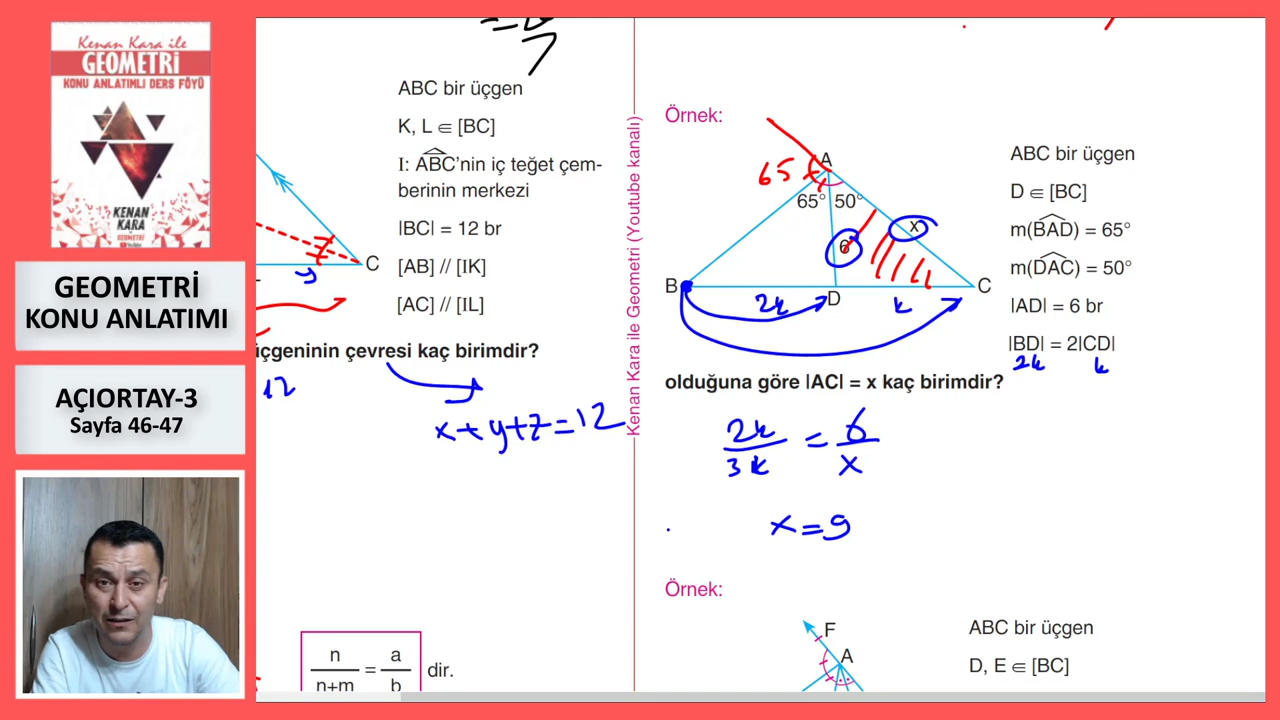 Kenan Kara ile
GEOMETRİ
KONU ANLATIMLI DERS FÖYÜ
KENAN
KARA
GEOMETRİ KONU ANLATIMI
AÇIORTAY-3
Sayfa 46-47
7
C
ABC bir üçgen
K, L ∈ [BC]
I: ABC'nin iç teğet çem-
berinin merkezi
|BC| = 12 br
[AB] // [IK]
[AC] // [IL]
üçgeninin çevresi kaç birimdir?
12
x+y+z=12
n/n+m = a/b dir.
Kenan Kara ile Geometri (Youtube kanalı)
Örnek:
A
65
65° 50°
6
x
B
D
C
2k
k
ABC bir üçgen
D ∈ [BC]
m(BAD) = 65°
m(DAC) = 50°
|AD| = 6 br
|BD| = 2|CD|
2k k
olduğuna göre |AC| = x kaç birimdir?
2k/3k = 6/x
x=9
Örnek:
F
A
ABC bir üçgen
D, E ∈ [BC]